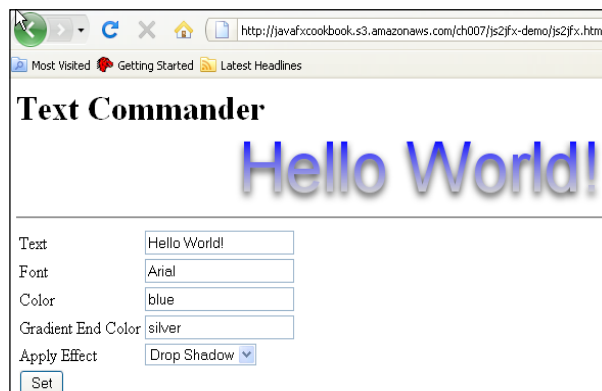 http://javafxcookbook.s3.amazonaws.com/ch007/js2jfx-demo/js2jfx.htm
Most Visited Getting Started Latest Headlines
Text Commander
Hello World!
Text Hello World!
Font Arial
Color blue
Gradient End Color silver
Apply Effect Drop Shadow
Set